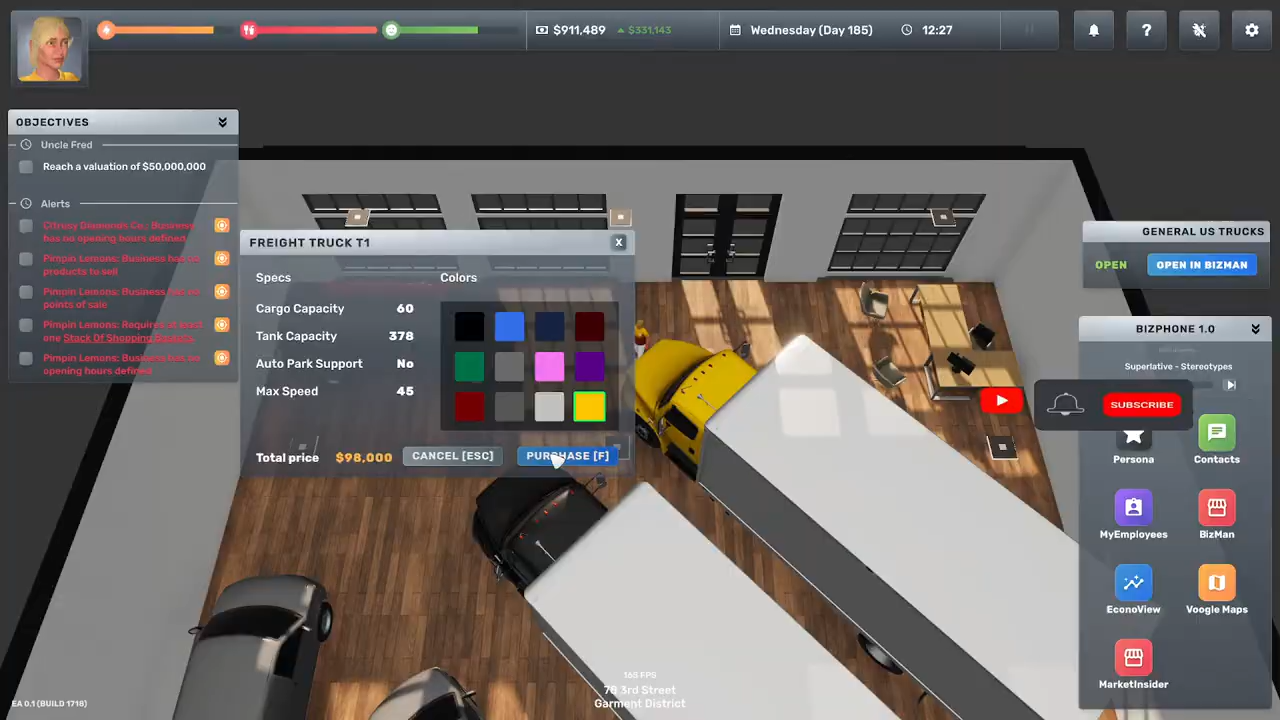 $911,489 ▲ $331,143
Wednesday (Day 185)
12:27
?
OBJECTIVES
Uncle Fred
Reach a valuation of $50,000,000
Alerts
Citrusy Diamonds Co.: Business
has no opening hours defined
Pimpin Lemons: Business has no
products to sell
Pimpin Lemons: Business has no
points of sale
Pimpin Lemons: Requires at least
one Stack Of Shopping
Pimpin Lemons: Business has no
opening hours defined
FREIGHT TRUCK T1
X
Specs
Colors
Cargo Capacity 60
Tank Capacity 378
Auto Park Support No
Max Speed 45
Total price $98,000
CANCEL [ESC]
PURCHASE [F]
GENERAL US TRUCKS
OPEN
OPEN IN BIZMAN
BIZPHONE 1.0
Superlative - Stereotypes
SUBSCRIBE
Persona
Contacts
MyEmployees
BizMan
EconoView
Voogle Maps
MarketInsider
165 FPS
70 3rd Street
Garment District
EA 0.1 (BUILD 1718)